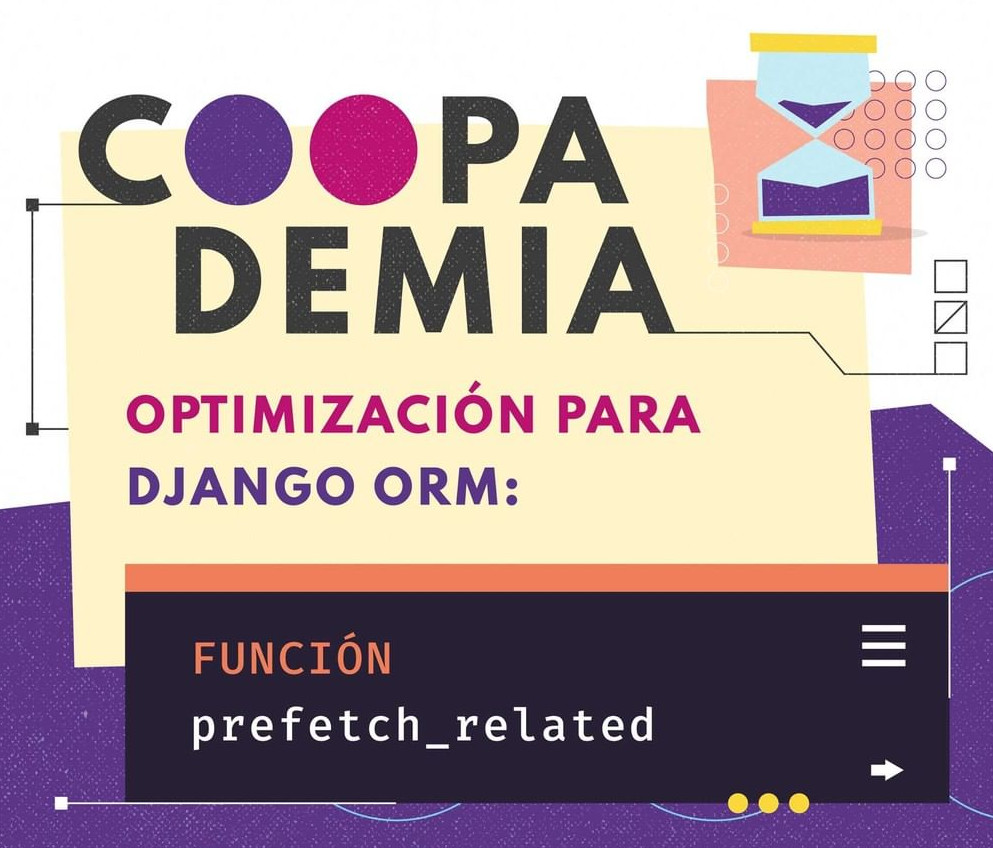 COOPA
DEMIA
OPTIMIZACIÓN PARA
DJANGO ORM:
FUNCIÓN
prefetch_related